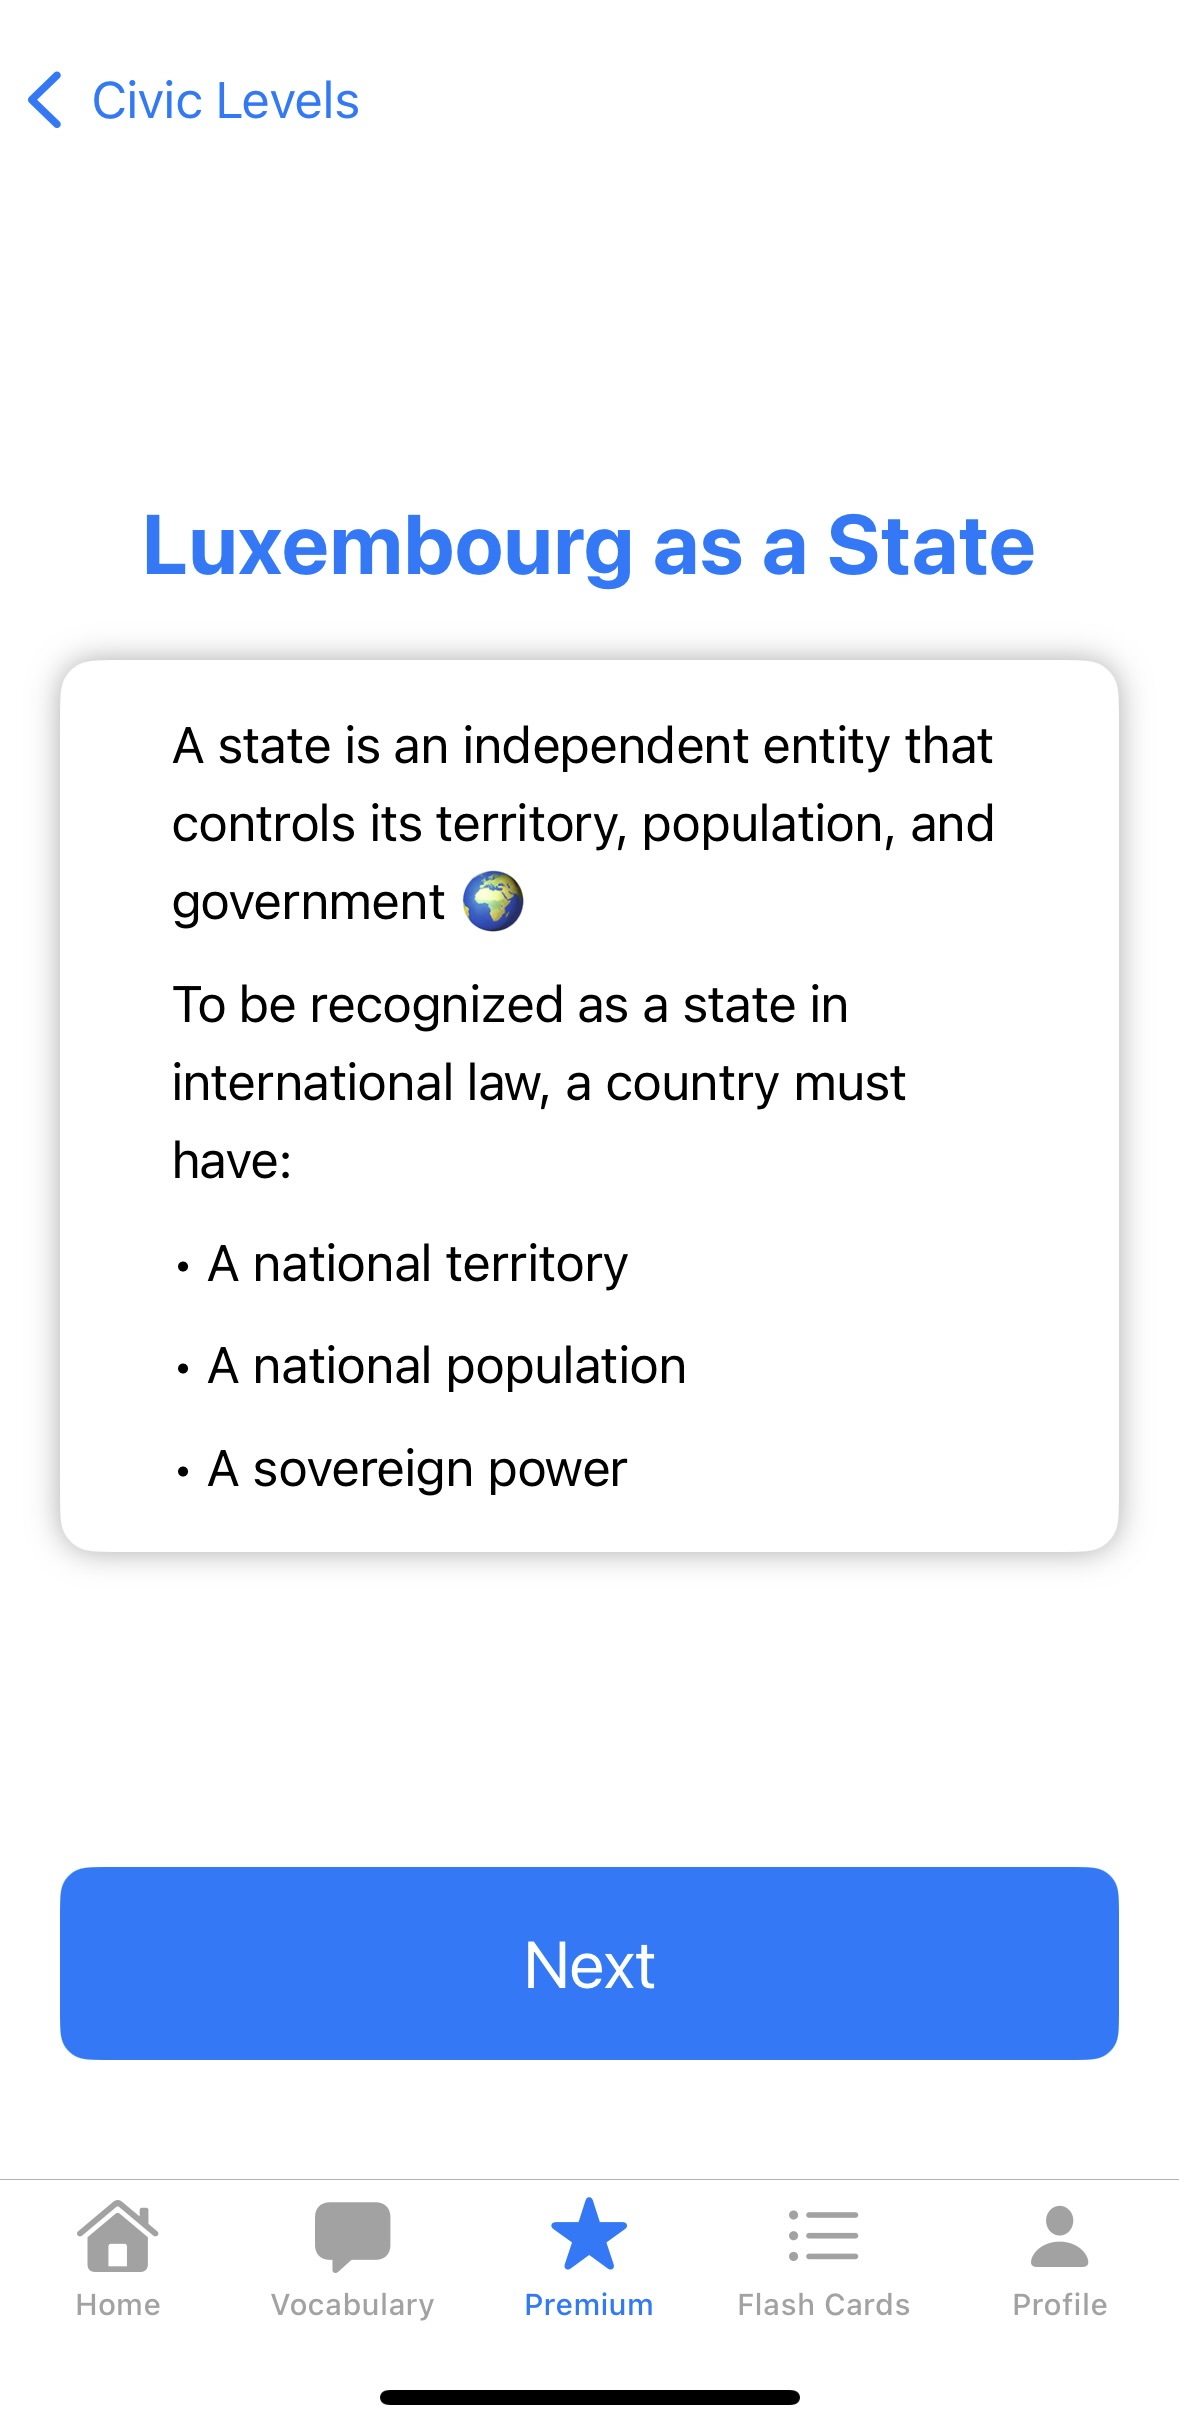 Civic Levels
Luxembourg as a State
A state is an independent entity that
controls its territory, population, and
government 🌍
To be recognized as a state in
international law, a country must
have:
• A national territory
• A national population
• A sovereign power
Next
Home
Vocabulary
Premium
Flash Cards
Profile